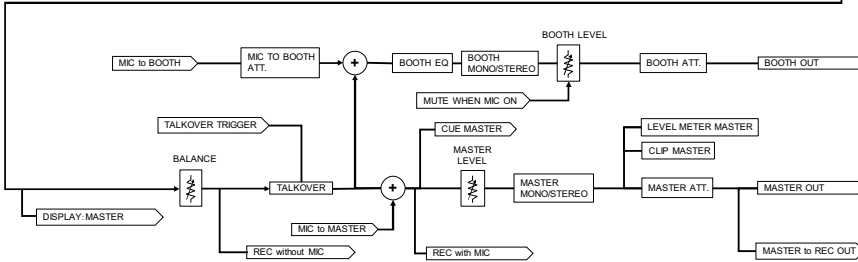 BOOTH LEVEL
MIC to BOOTH
MIC TO BOOTH
ATT.
+
BOOTH EQ
BOOTH
MONO/STEREO
BOOTH ATT.
BOOTH OUT
MUTE WHEN MIC ON
TALKOVER TRIGGER
CUE MASTER
LEVEL METER MASTER
BALANCE
MASTER
LEVEL
CLIP MASTER
TALKOVER
+
MASTER
MONO/STEREO
MASTER ATT.
MASTER OUT
DISPLAY:MASTER
MIC to MASTER
REC without MIC
REC with MIC
MASTER to REC OUT